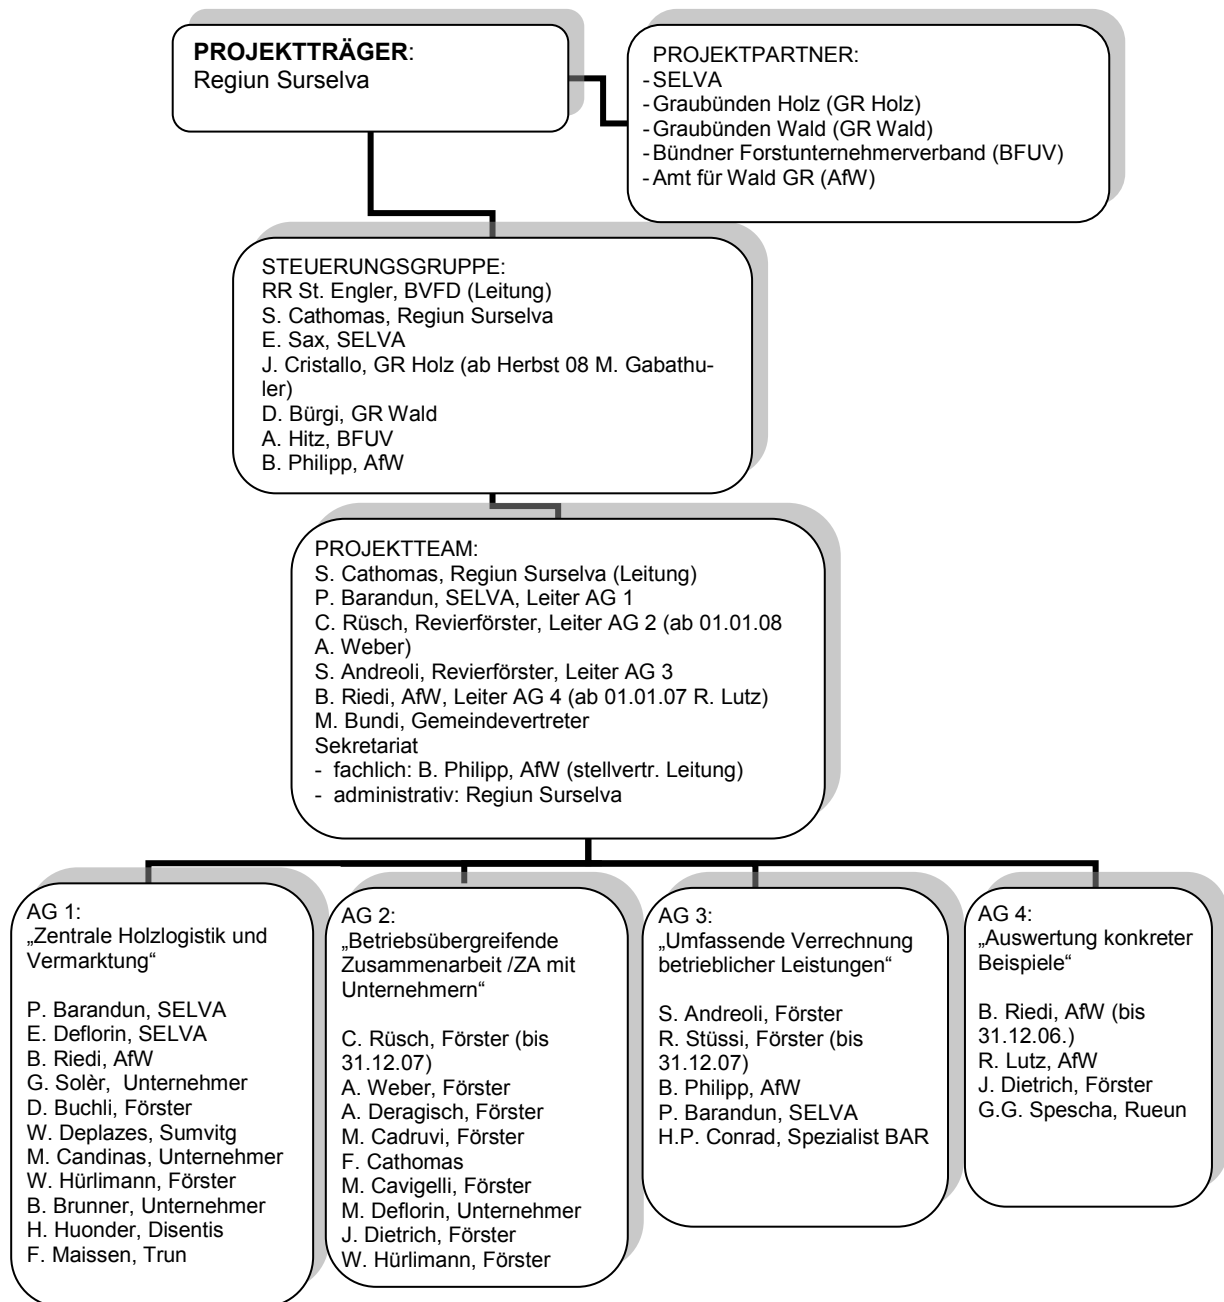 PROJEKTTRÄGER:
Regiun Surselva
PROJEKTPARTNER:
- SELVA
- Graubünden Holz (GR Holz)
- Graubünden Wald (GR Wald)
- Bündner Forstunternehmerverband (BFUV)
- Amt für Wald GR (AfW)
STEUERUNGSGRUPPE:
RR St. Engler, BVFD (Leitung)
S. Cathomas, Regiun Surselva
E. Sax, SELVA
J. Cristallo, GR Holz (ab Herbst 08 M. Gabathu-
ler)
D. Bürgi, GR Wald
A. Hitz, BFUV
B. Philipp, AfW
PROJEKTTEAM:
S. Cathomas, Regiun Surselva (Leitung)
P. Barandun, SELVA, Leiter AG 1
C. Rüsch, Revierförster, Leiter AG 2 (ab 01.01.08
A. Weber)
S. Andreoli, Revierförster, Leiter AG 3
B. Riedi, AfW, Leiter AG 4 (ab 01.01.07 R. Lutz)
M. Bundi, Gemeindevertreter
Sekretariat
- fachlich: B. Philipp, AfW (stellvertr. Leitung)
- administrativ: Regiun Surselva
AG 1:
„Zentrale Holzlogistik und
Vermarktung“
P. Barandun, SELVA
E. Deflorin, SELVA
B. Riedi, AfW
G. Solèr, Unternehmer
D. Buchli, Förster
W. Deplazes, Sumvitg
M. Candinas, Unternehmer
W. Hürlimann, Förster
B. Brunner, Unternehmer
H. Huonder, Disentis
F. Maissen, Trun
AG 2:
„Betriebsübergreifende
Zusammenarbeit /ZA mit
Unternehmern“
C. Rüsch, Förster (bis
31.12.07)
A. Weber, Förster
A. Deragisch, Förster
M. Cadruvi, Förster
F. Cathomas
M. Cavigelli, Förster
M. Deflorin, Unternehmer
J. Dietrich, Förster
W. Hürlimann, Förster
AG 3:
„Umfassende Verrechnung
betrieblicher Leistungen“
S. Andreoli, Förster
R. Stüssi, Förster (bis
31.12.07)
B. Philipp, AfW
P. Barandun, SELVA
H.P. Conrad, Spezialist BAR
AG 4:
„Auswertung konkreter
Beispiele“
B. Riedi, AfW (bis
31.12.06.)
R. Lutz, AfW
J. Dietrich, Förster
G.G. Spescha, Rueun